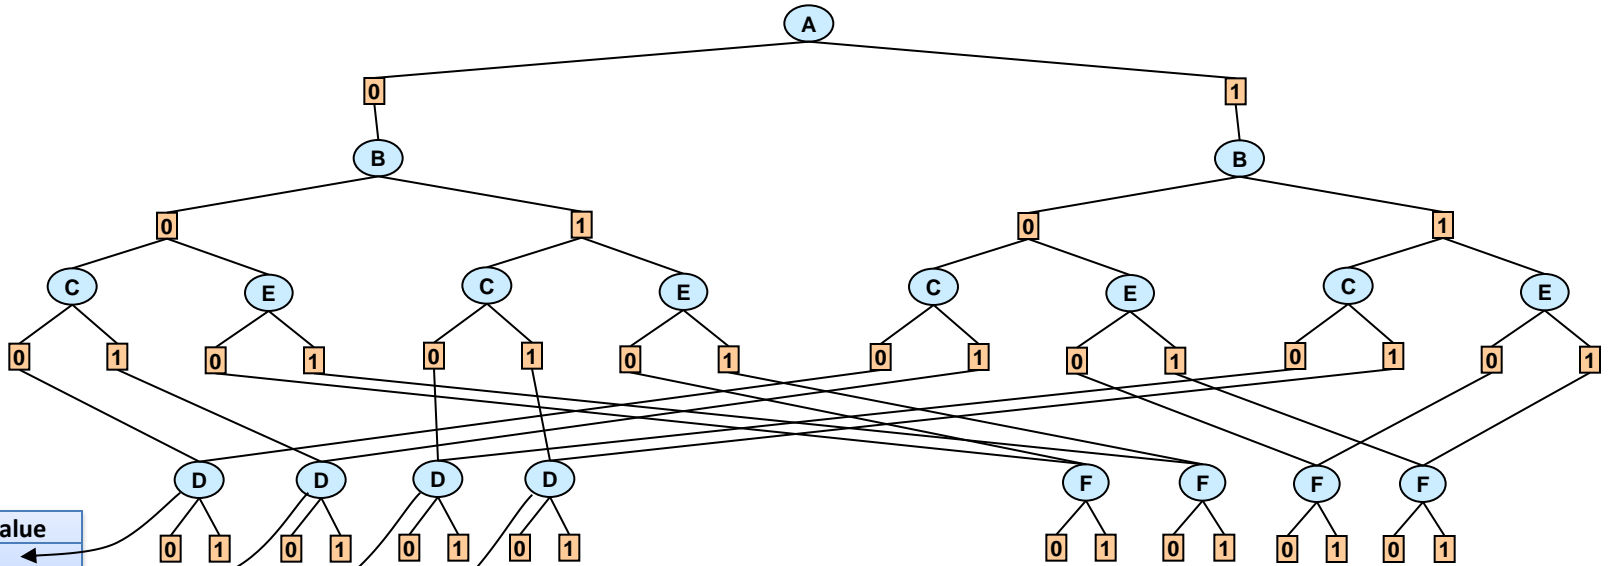 A
0 1
B B
0 1 0 1
C E C E C E C E
0 1 0 1 0 1 0 1 0 1 0 1 0 1 0 1
D D D D F F F F
alue
0 1 0 1 0 1 0 1 0 1 0 1 0 1 0 1